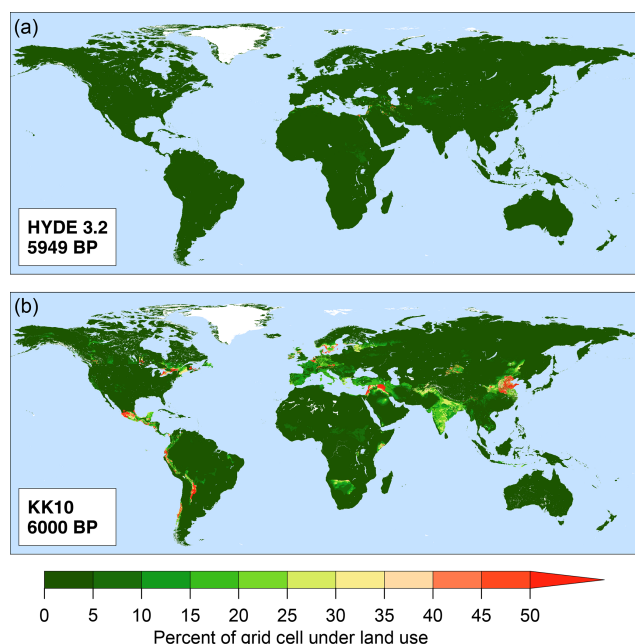 (a)
HYDE 3.2
5949 BP
(b)
KK10
6000 BP
0 5 10 15 20 25 30 35 40 45 50
Percent of grid cell under land use